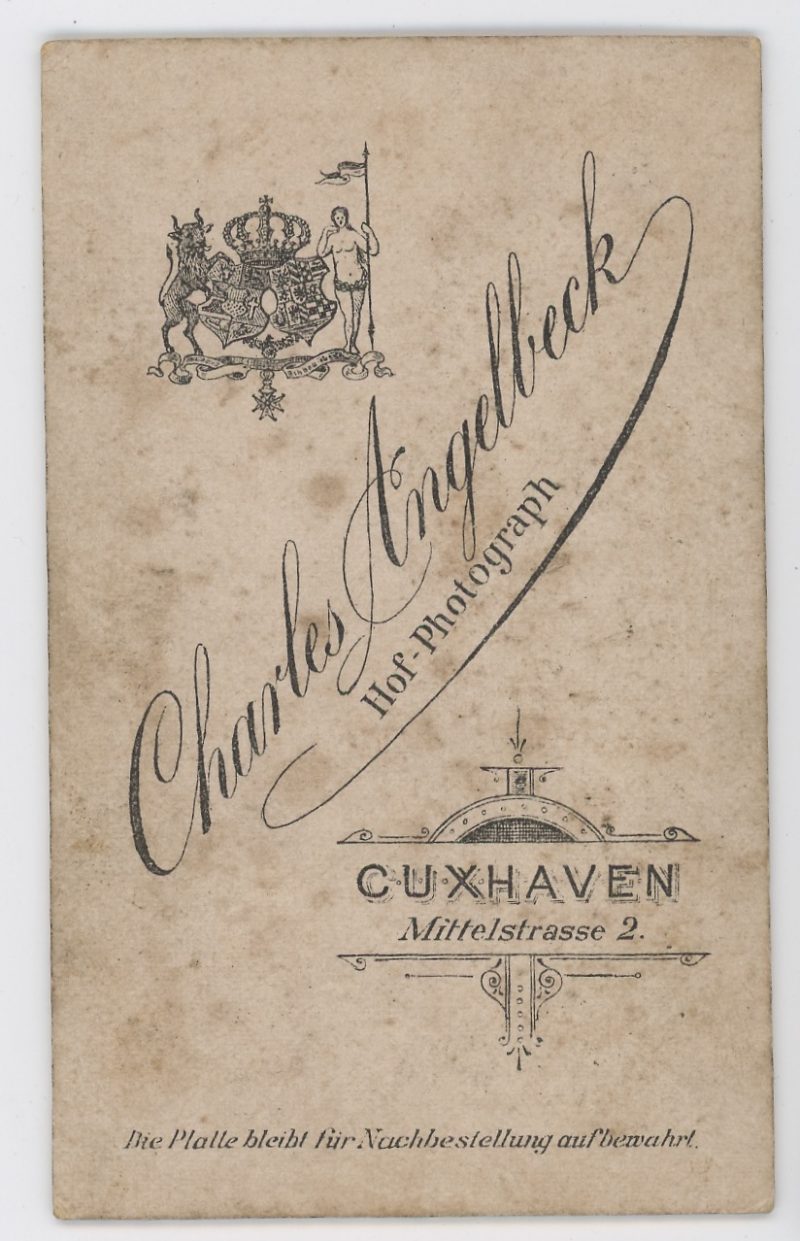 Charles Angelbeck
Hof-Photograph
CUXHAVEN
Mittelstrasse 2.
Die Platte bleibt für Nachbestellung aufbewahrt.